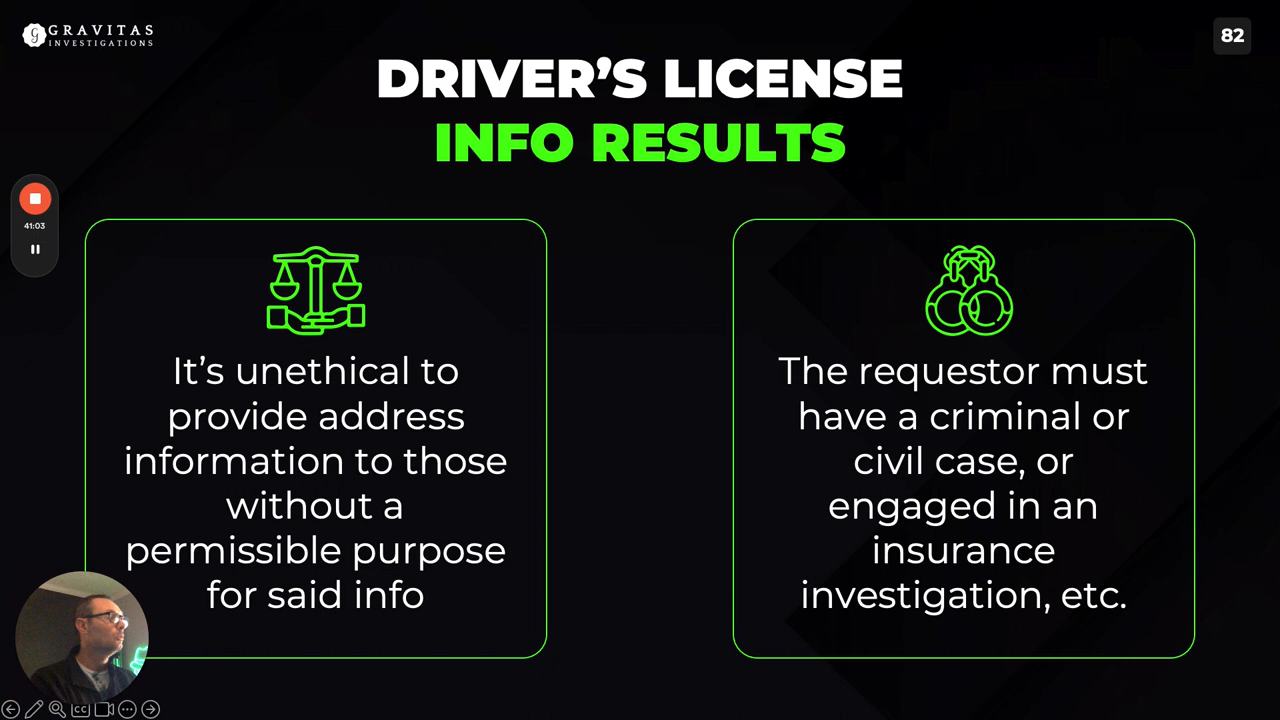 GRAVITAS
INVESTIGATIONS
82
DRIVER’S LICENSE
INFO RESULTS
41:03
It’s unethical to
provide address
information to those
without a
permissible purpose
for said info
The requestor must
have a criminal or
civil case, or
engaged in an
insurance
investigation, etc.
CC